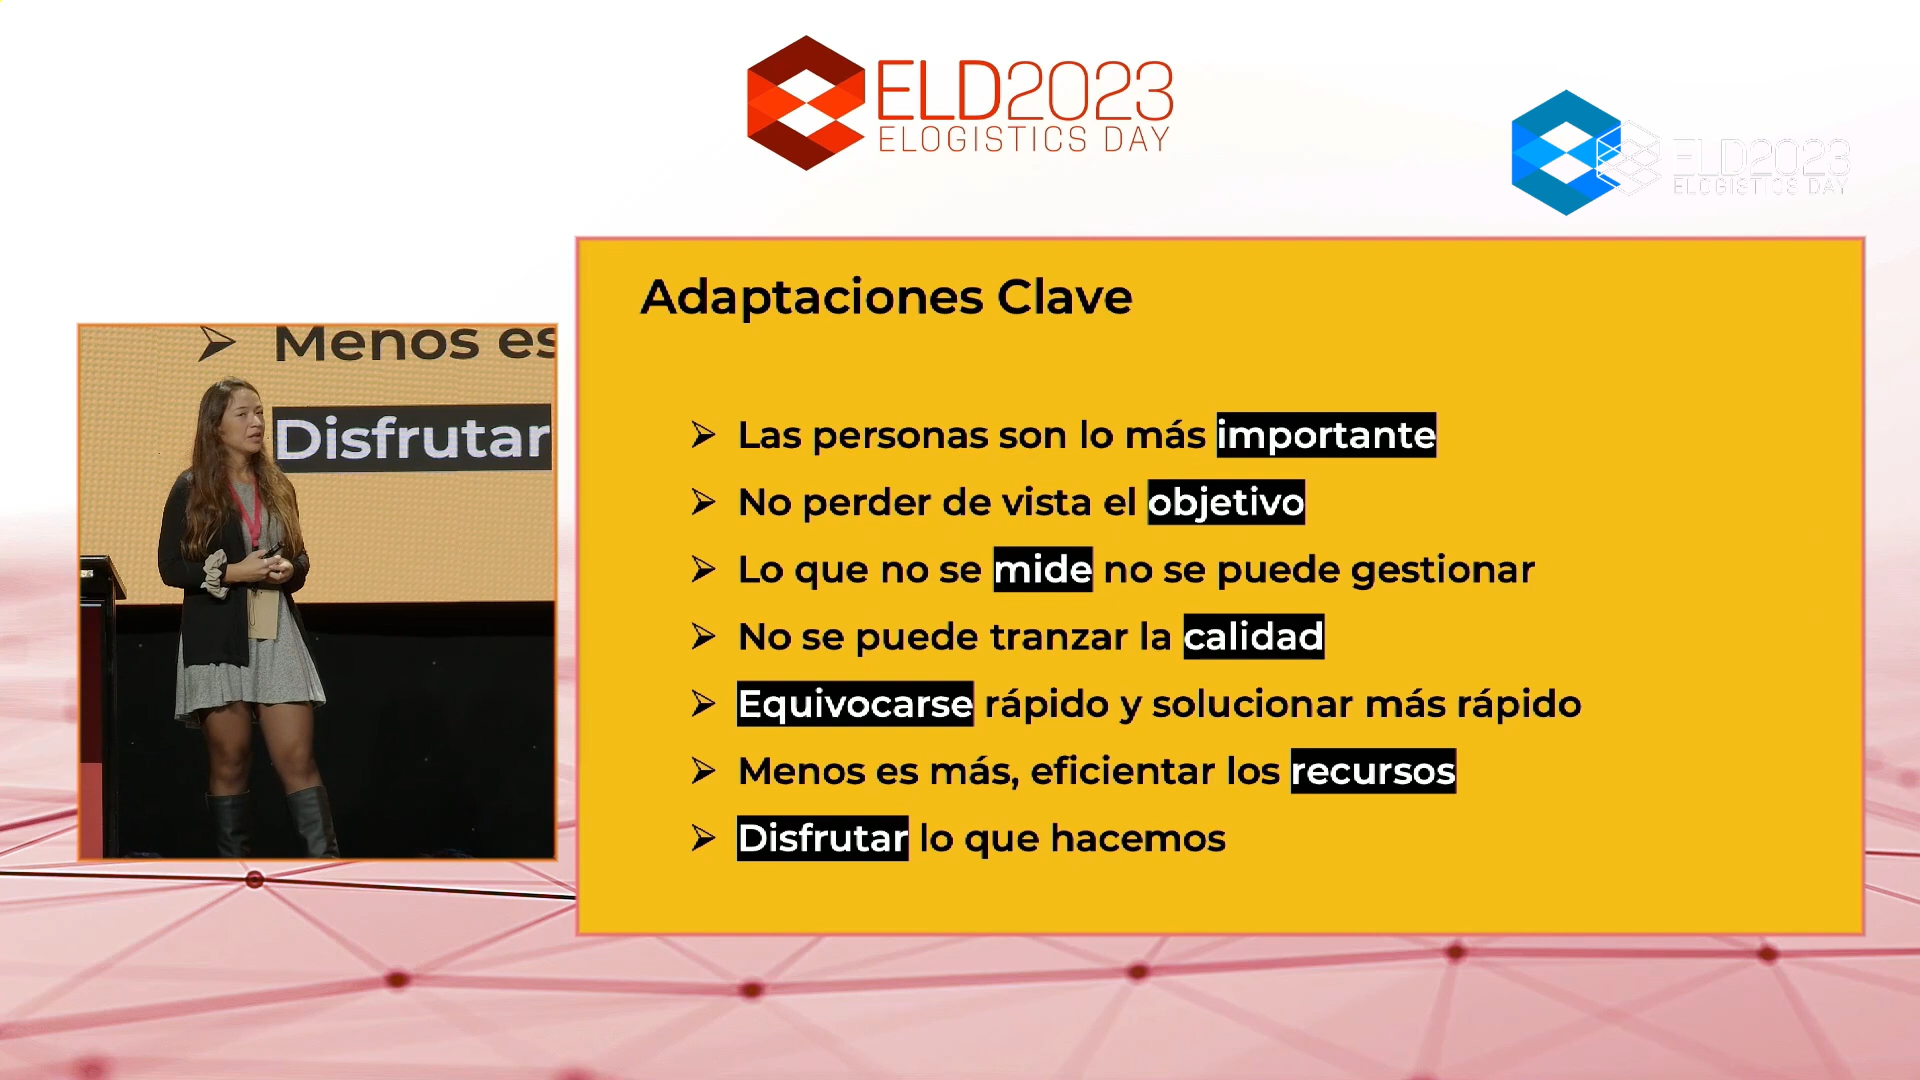 ELD2023
ELOGISTICS DAY
ELD2023
ELOGISTICS DAY
Menos es
Disfrutar
Adaptaciones Clave
Las personas son lo más importante
No perder de vista el objetivo
Lo que no se mide no se puede gestionar
No se puede tranzar la calidad
Equivocarse rápido y solucionar más rápido
Menos es más, eficientar los recursos
Disfrutar lo que hacemos